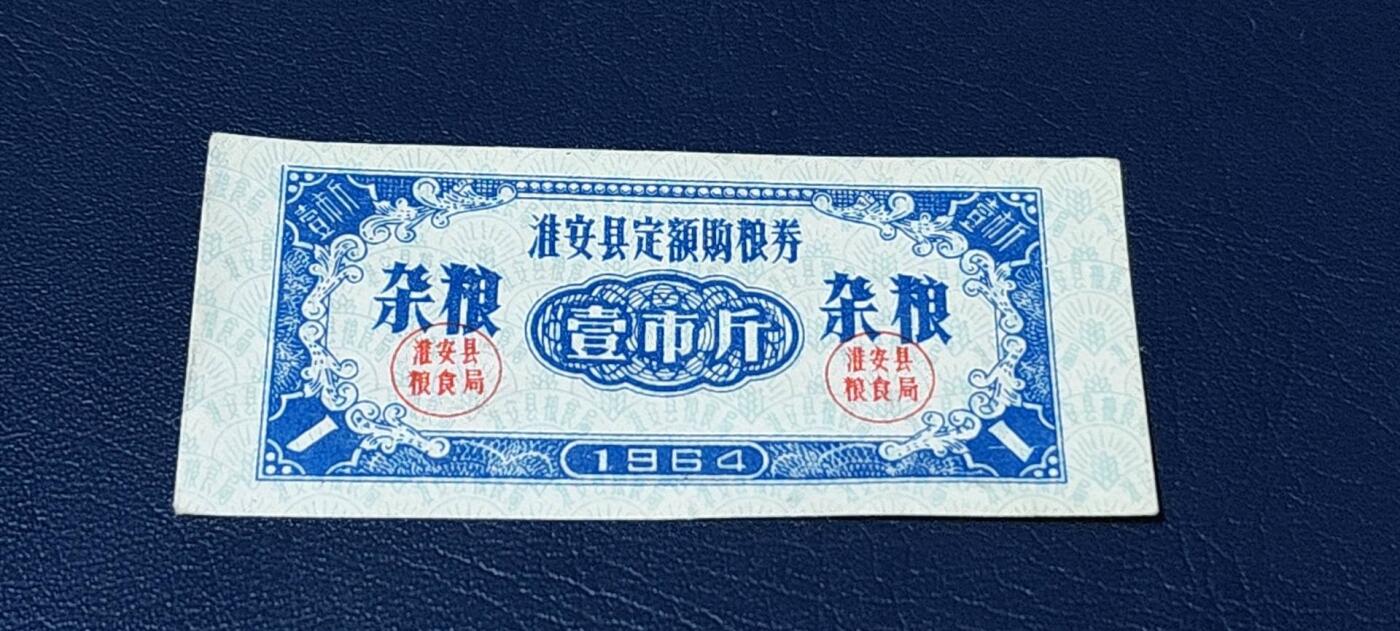 壹市斤 壹市斤
淮安县定额购粮券
杂粮 壹市斤 杂粮
淮安县 淮安县
粮食局 粮食局
1 1964 1